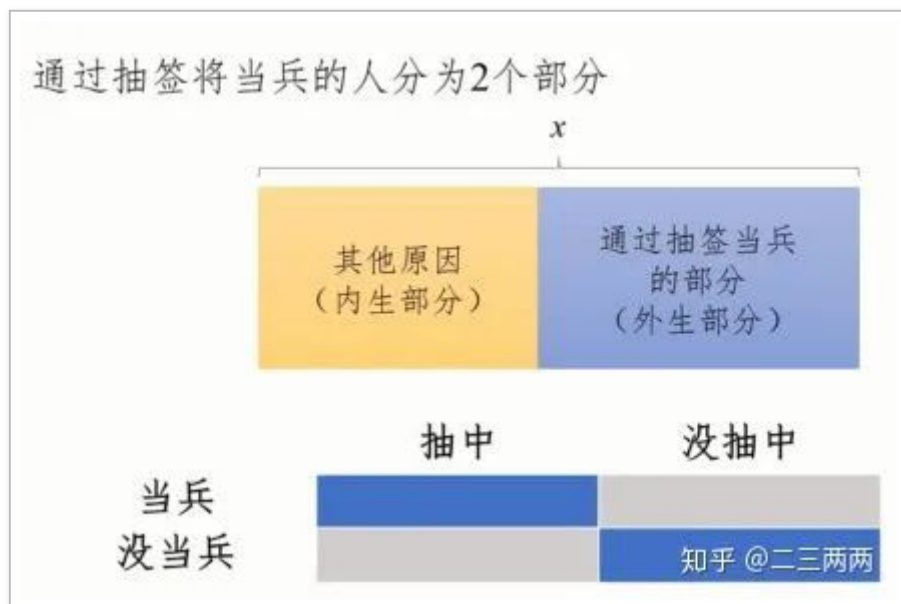 通过抽签将当兵的人分为2个部分
x
其他原因
（内生部分）
通过抽签当兵
的部分
（外生部分）
抽中 没抽中
当兵
没当兵
知乎 @二三两两